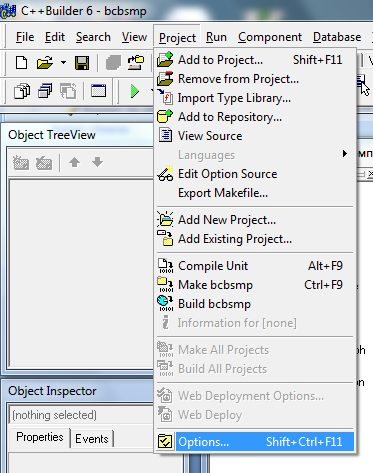 C++Builder 6 - bcbsmp
File Edit Search View Project Run Component Database
Add to Project... Shift+F11
Remove from Project...
Import Type Library...
Add to Repository...
View Source
Languages
Edit Option Source
Export Makefile...
Add New Project...
Add Existing Project...
Compile Unit Alt+F9
Make bcbsmp Ctrl+F9
Build bcbsmp
Information for [none]
Make All Projects
Build All Projects
Web Deployment Options...
Web Deploy
Options... Shift+Ctrl+F11
Object TreeView
Object Inspector
(nothing selected)
Properties Events